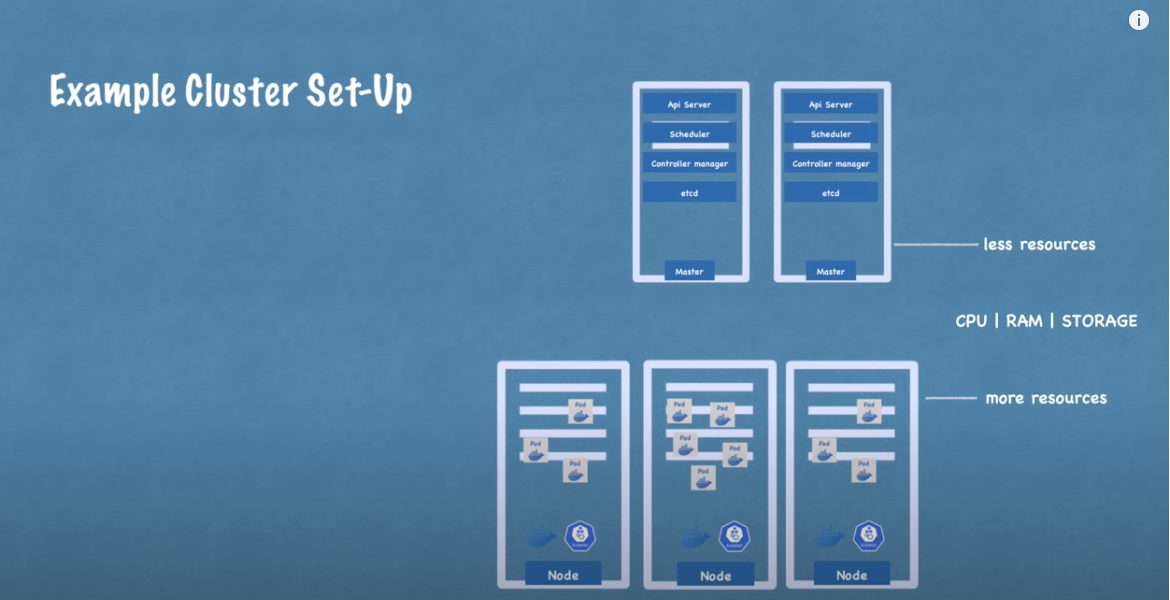 Example Cluster Set-Up
Api Server
Scheduler
Controller manager
etcd
Master
Api Server
Scheduler
Controller manager
etcd
Master
less resources
CPU | RAM | STORAGE
more resources
Pod
Pod
Pod
Node
Pod
Pod
Pod
Pod
Pod
Node
Pod
Pod
Pod
Node